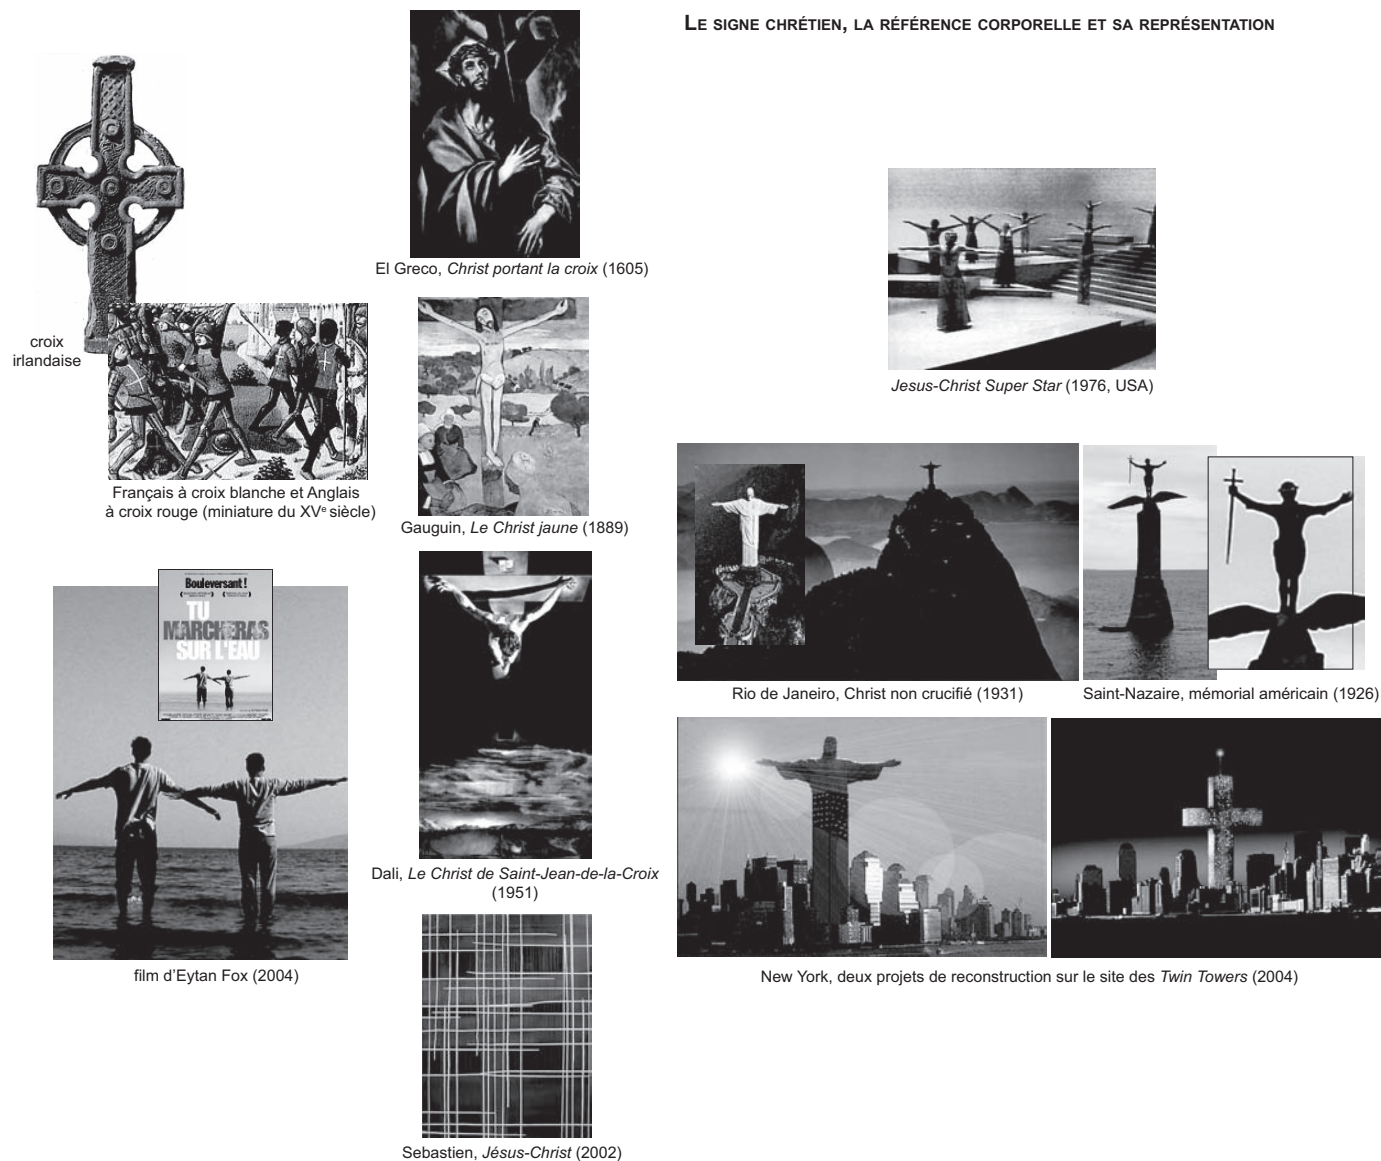 LE SIGNE CHRÉTIEN, LA RÉFÉRENCE CORPORELLE ET SA REPRÉSENTATION
El Greco, Christ portant la croix (1605)
croix
irlandaise
Français à croix blanche et Anglais
à croix rouge (miniature du XVe siècle)
Gauguin, Le Christ jaune (1889)
Bouleversant !
TU
MARCHERAS
SUR L'EAU
film d'Eytan Fox (2004)
Dali, Le Christ de Saint-Jean-de-la-Croix
(1951)
Sebastien, Jésus-Christ (2002)
Jesus-Christ Super Star (1976, USA)
Rio de Janeiro, Christ non crucifié (1931)
Saint-Nazaire, mémorial américain (1926)
New York, deux projets de reconstruction sur le site des Twin Towers (2004)